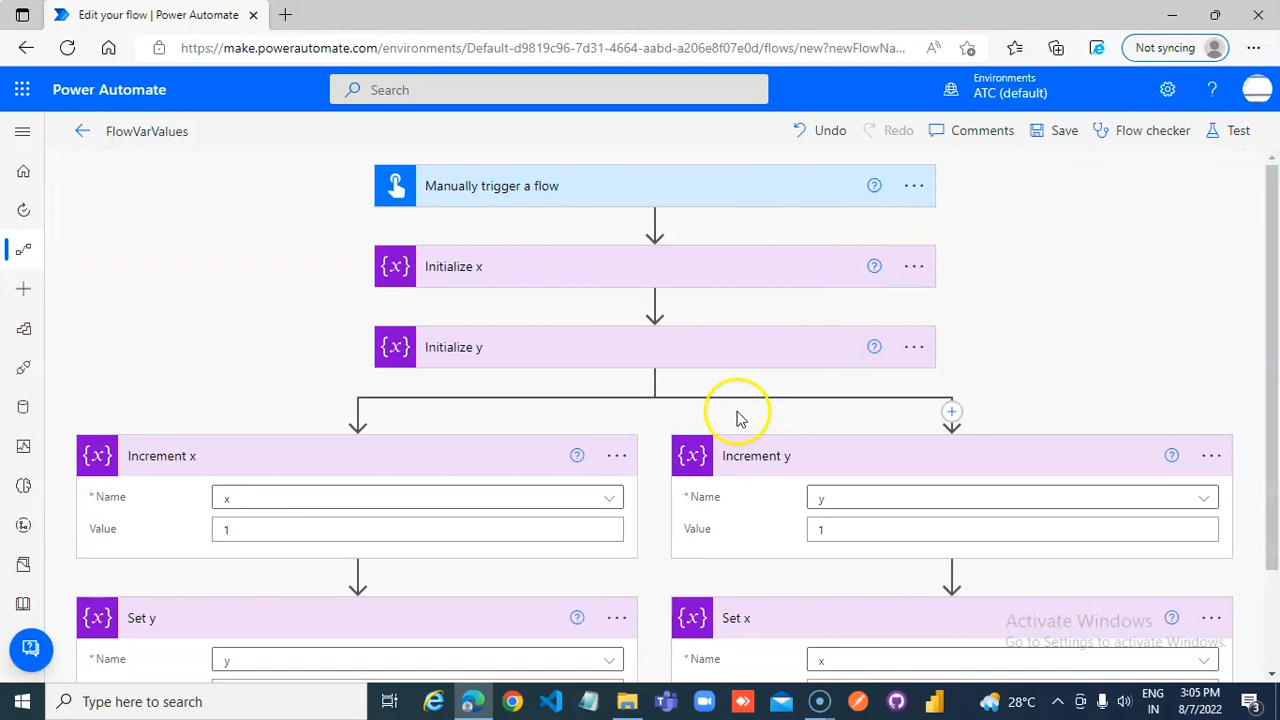 Edit your flow | Power Automate
https://make.powerautomate.com/environments/Default-d9819c96-7d31-4664-aabd-a206e8f07e0d/flows/new?newFlowNa...
Not syncing
Power Automate
Search
Environments
ATC (default)
FlowVarValues
Undo
Redo
Comments
Save
Flow checker
Test
Manually trigger a flow
{x} Initialize x
{x} Initialize y
{x} Increment x
* Name
x
Value
1
{x} Increment y
* Name
y
Value
1
{x} Set y
* Name
y
{x} Set x
* Name
x
Activate Windows
Go to Settings to activate Windows.
Type here to search
28°C
ENG
IN
3:05 PM
8/7/2022
3